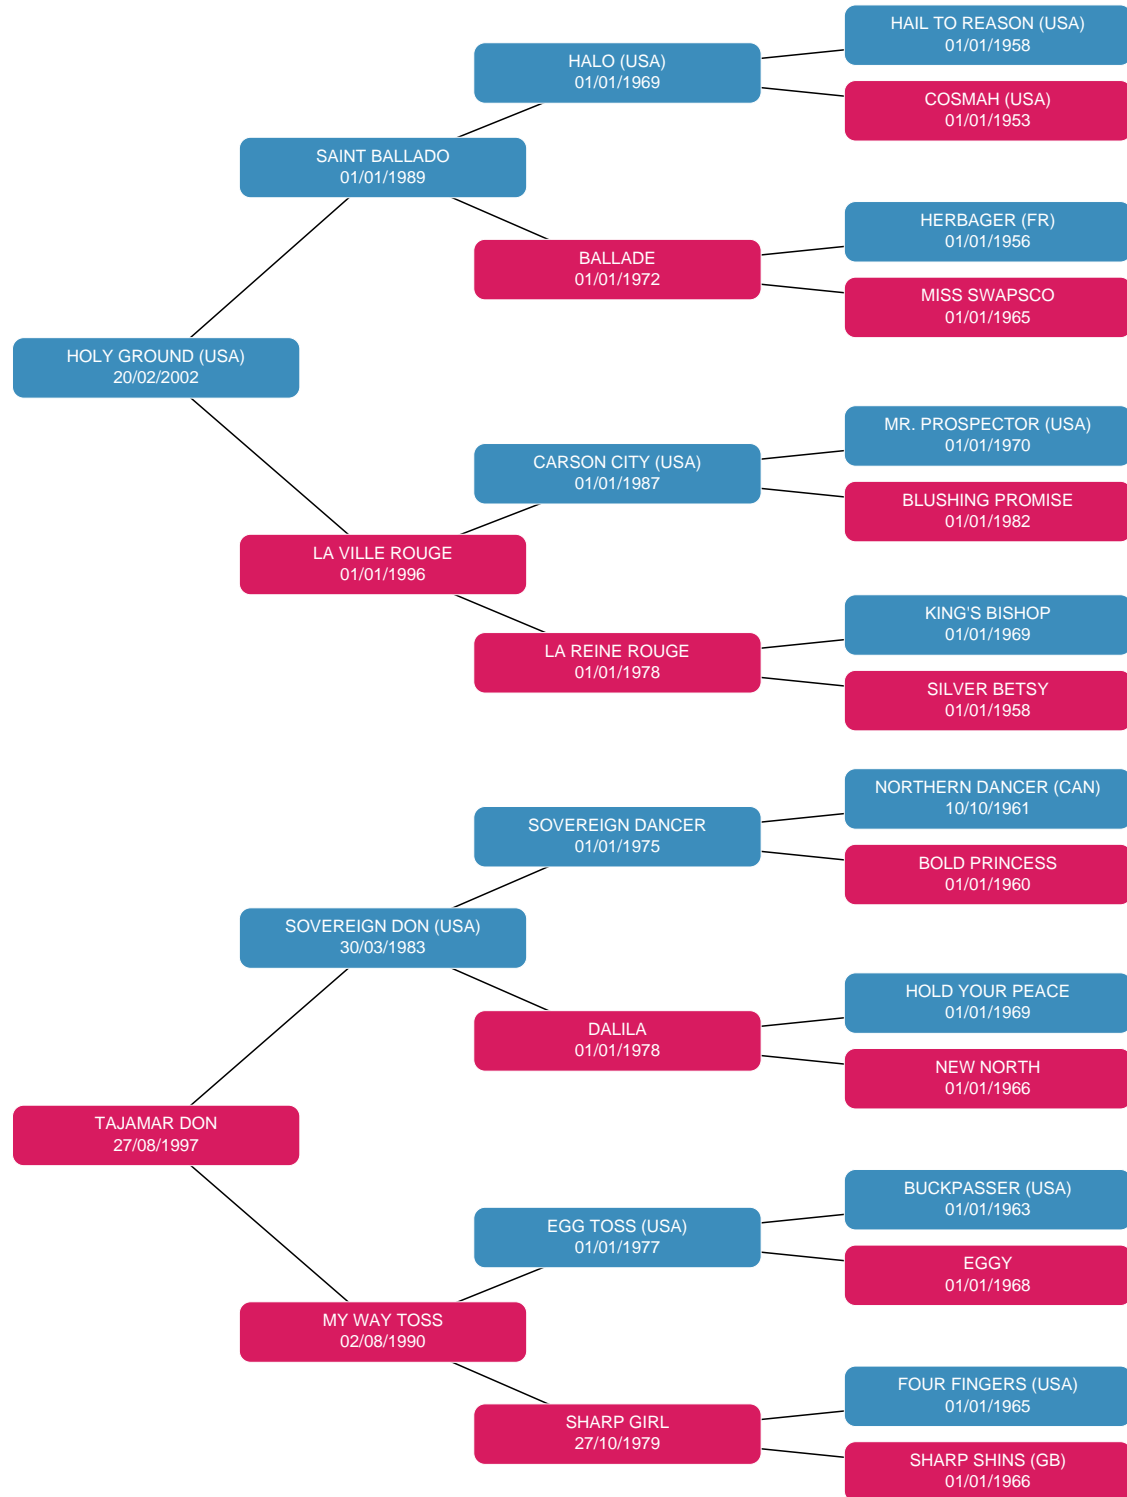 HAIL TO REASON (USA)
01/01/1958
HALO (USA)
01/01/1969
COSMAH (USA)
01/01/1953
SAINT BALLADO
01/01/1989
HERBAGER (FR)
01/01/1956
BALLADE
01/01/1972
MISS SWAPSCO
01/01/1965
HOLY GROUND (USA)
20/02/2002
MR. PROSPECTOR (USA)
01/01/1970
CARSON CITY (USA)
01/01/1987
BLUSHING PROMISE
01/01/1982
LA VILLE ROUGE
01/01/1996
KING'S BISHOP
01/01/1969
LA REINE ROUGE
01/01/1978
SILVER BETSY
01/01/1958
NORTHERN DANCER (CAN)
10/10/1961
SOVEREIGN DANCER
01/01/1975
BOLD PRINCESS
01/01/1960
SOVEREIGN DON (USA)
30/03/1983
HOLD YOUR PEACE
01/01/1969
DALILA
01/01/1978
NEW NORTH
01/01/1966
TAJAMAR DON
27/08/1997
BUCKPASSER (USA)
01/01/1963
EGG TOSS (USA)
01/01/1977
EGGY
01/01/1968
MY WAY TOSS
02/08/1990
FOUR FINGERS (USA)
01/01/1965
SHARP GIRL
27/10/1979
SHARP SHINS (GB)
01/01/1966